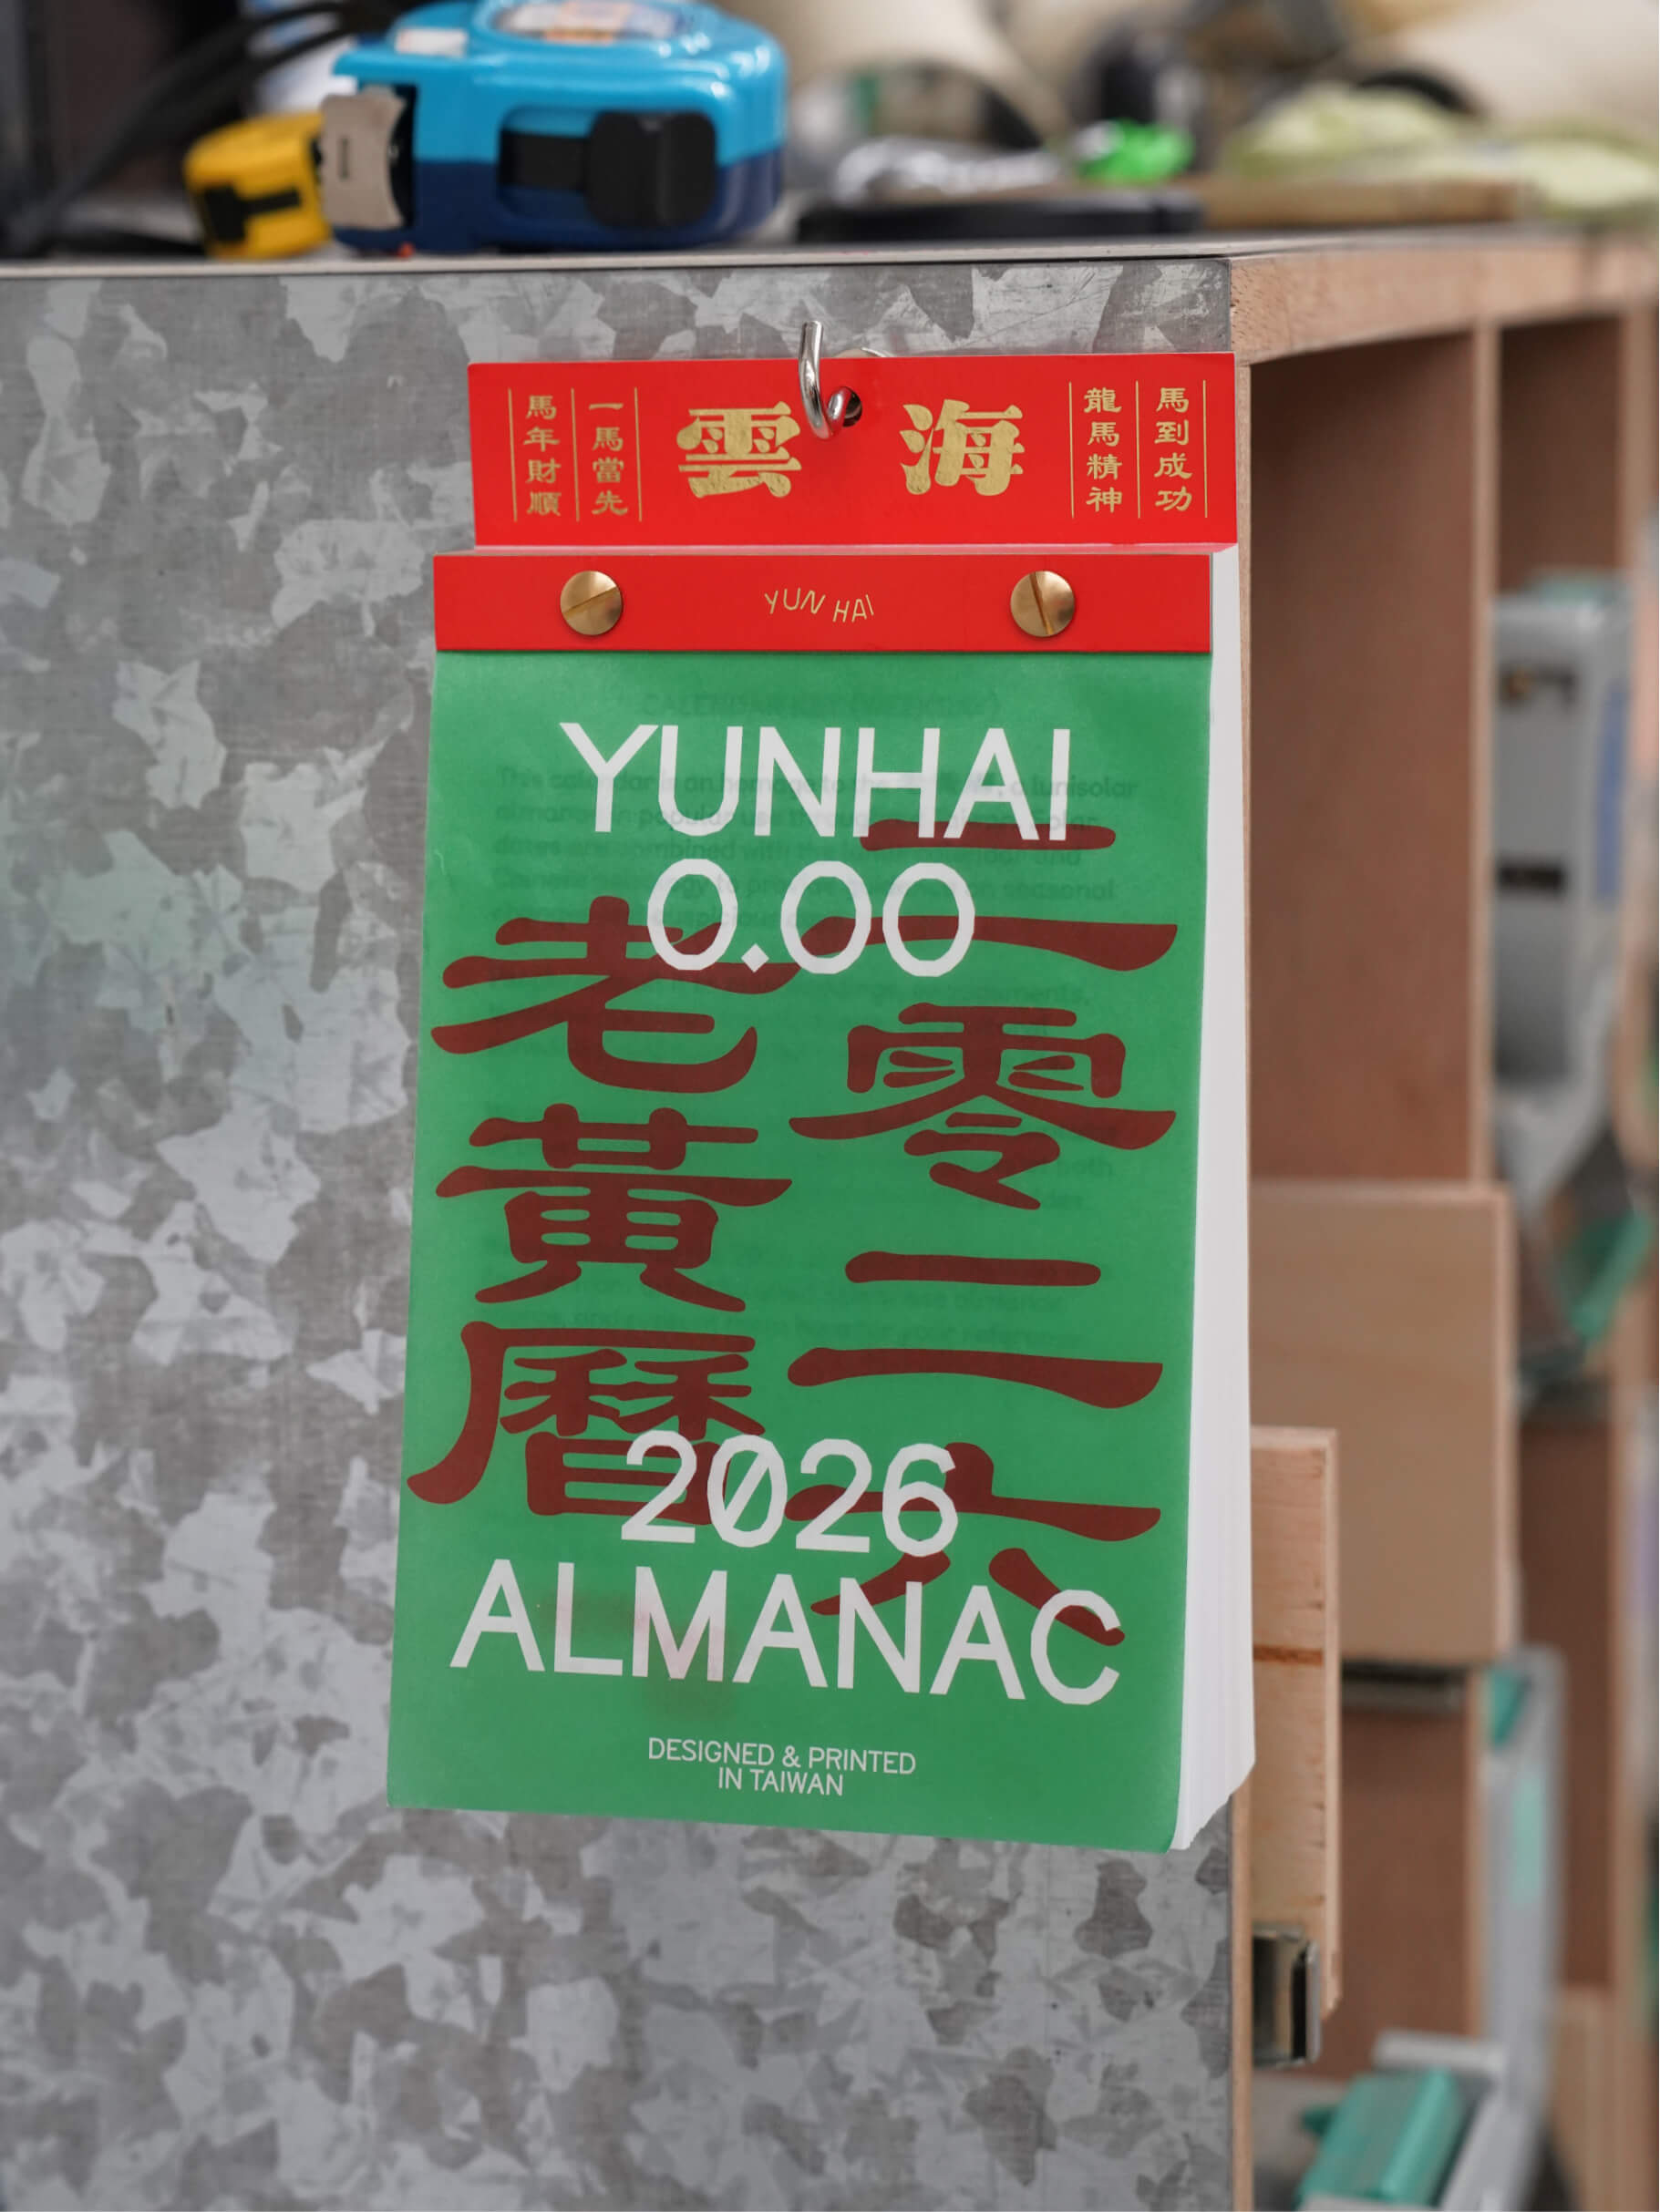 馬到成功
龍馬精神
雲海
一馬當先
馬年財順
YUN HAI
YUNHAI
0.00
二零二六
老黃曆
2026
ALMANAC
DESIGNED & PRINTED
IN TAIWAN